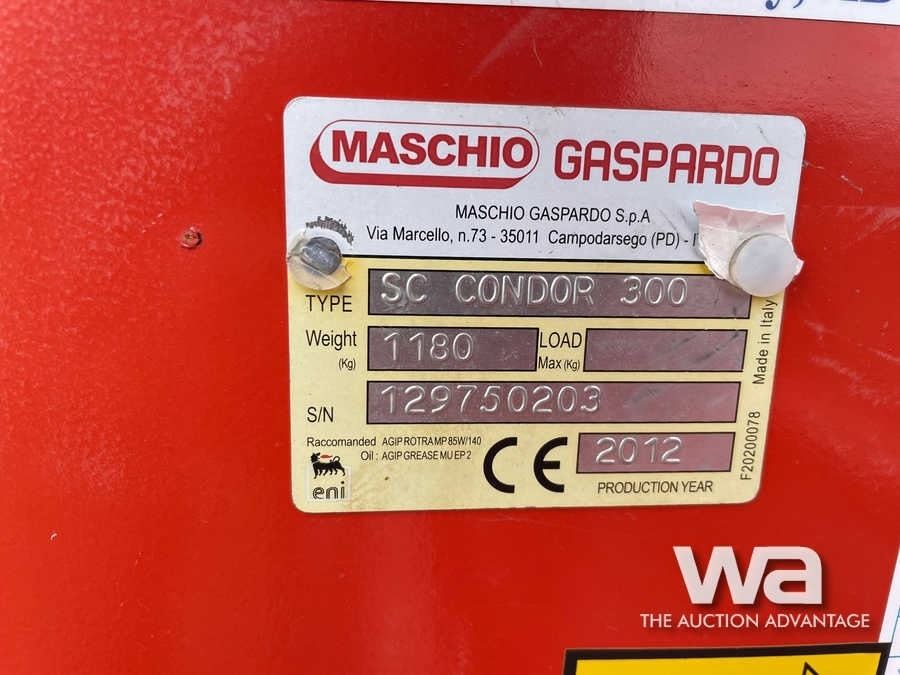 MASCHIO GASPARDO
MASCHIO GASPARDO S.p.A
Via Marcello, n.73 - 35011 Campodarsego (PD) -
TYPE SC CONDOR 300
Weight (Kg) 1180 LOAD Max (Kg)
S/N 129750203
Raccomanded AGIP ROTRA MP 85W/140
Oil : AGIP GREASE MU EP 2
eni
CE
2012
PRODUCTION YEAR
Made in Italy
F20200078
wa
THE AUCTION ADVANTAGE